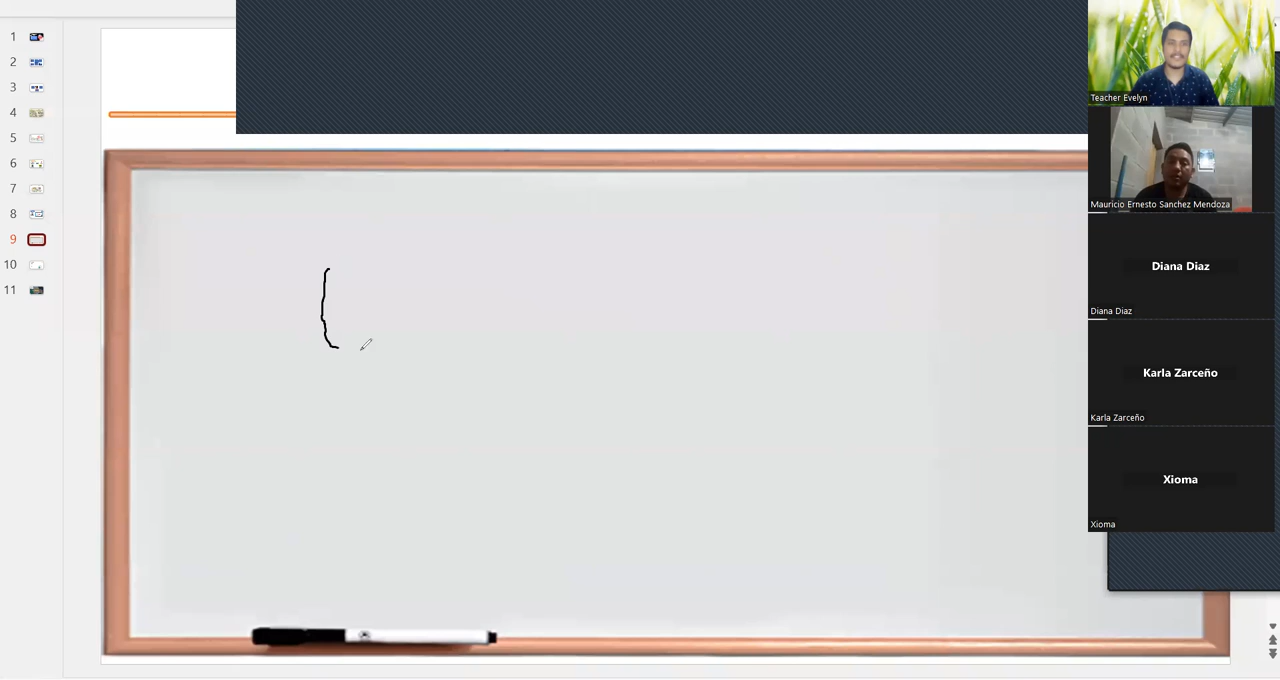 1
2
3
4
5
6
7
8
9
10
11
Teacher Evelyn
Mauricio Ernesto Sanchez Mendoza
Diana Diaz
Diana Diaz
Karla Zarceño
Karla Zarceño
Xioma
Xioma